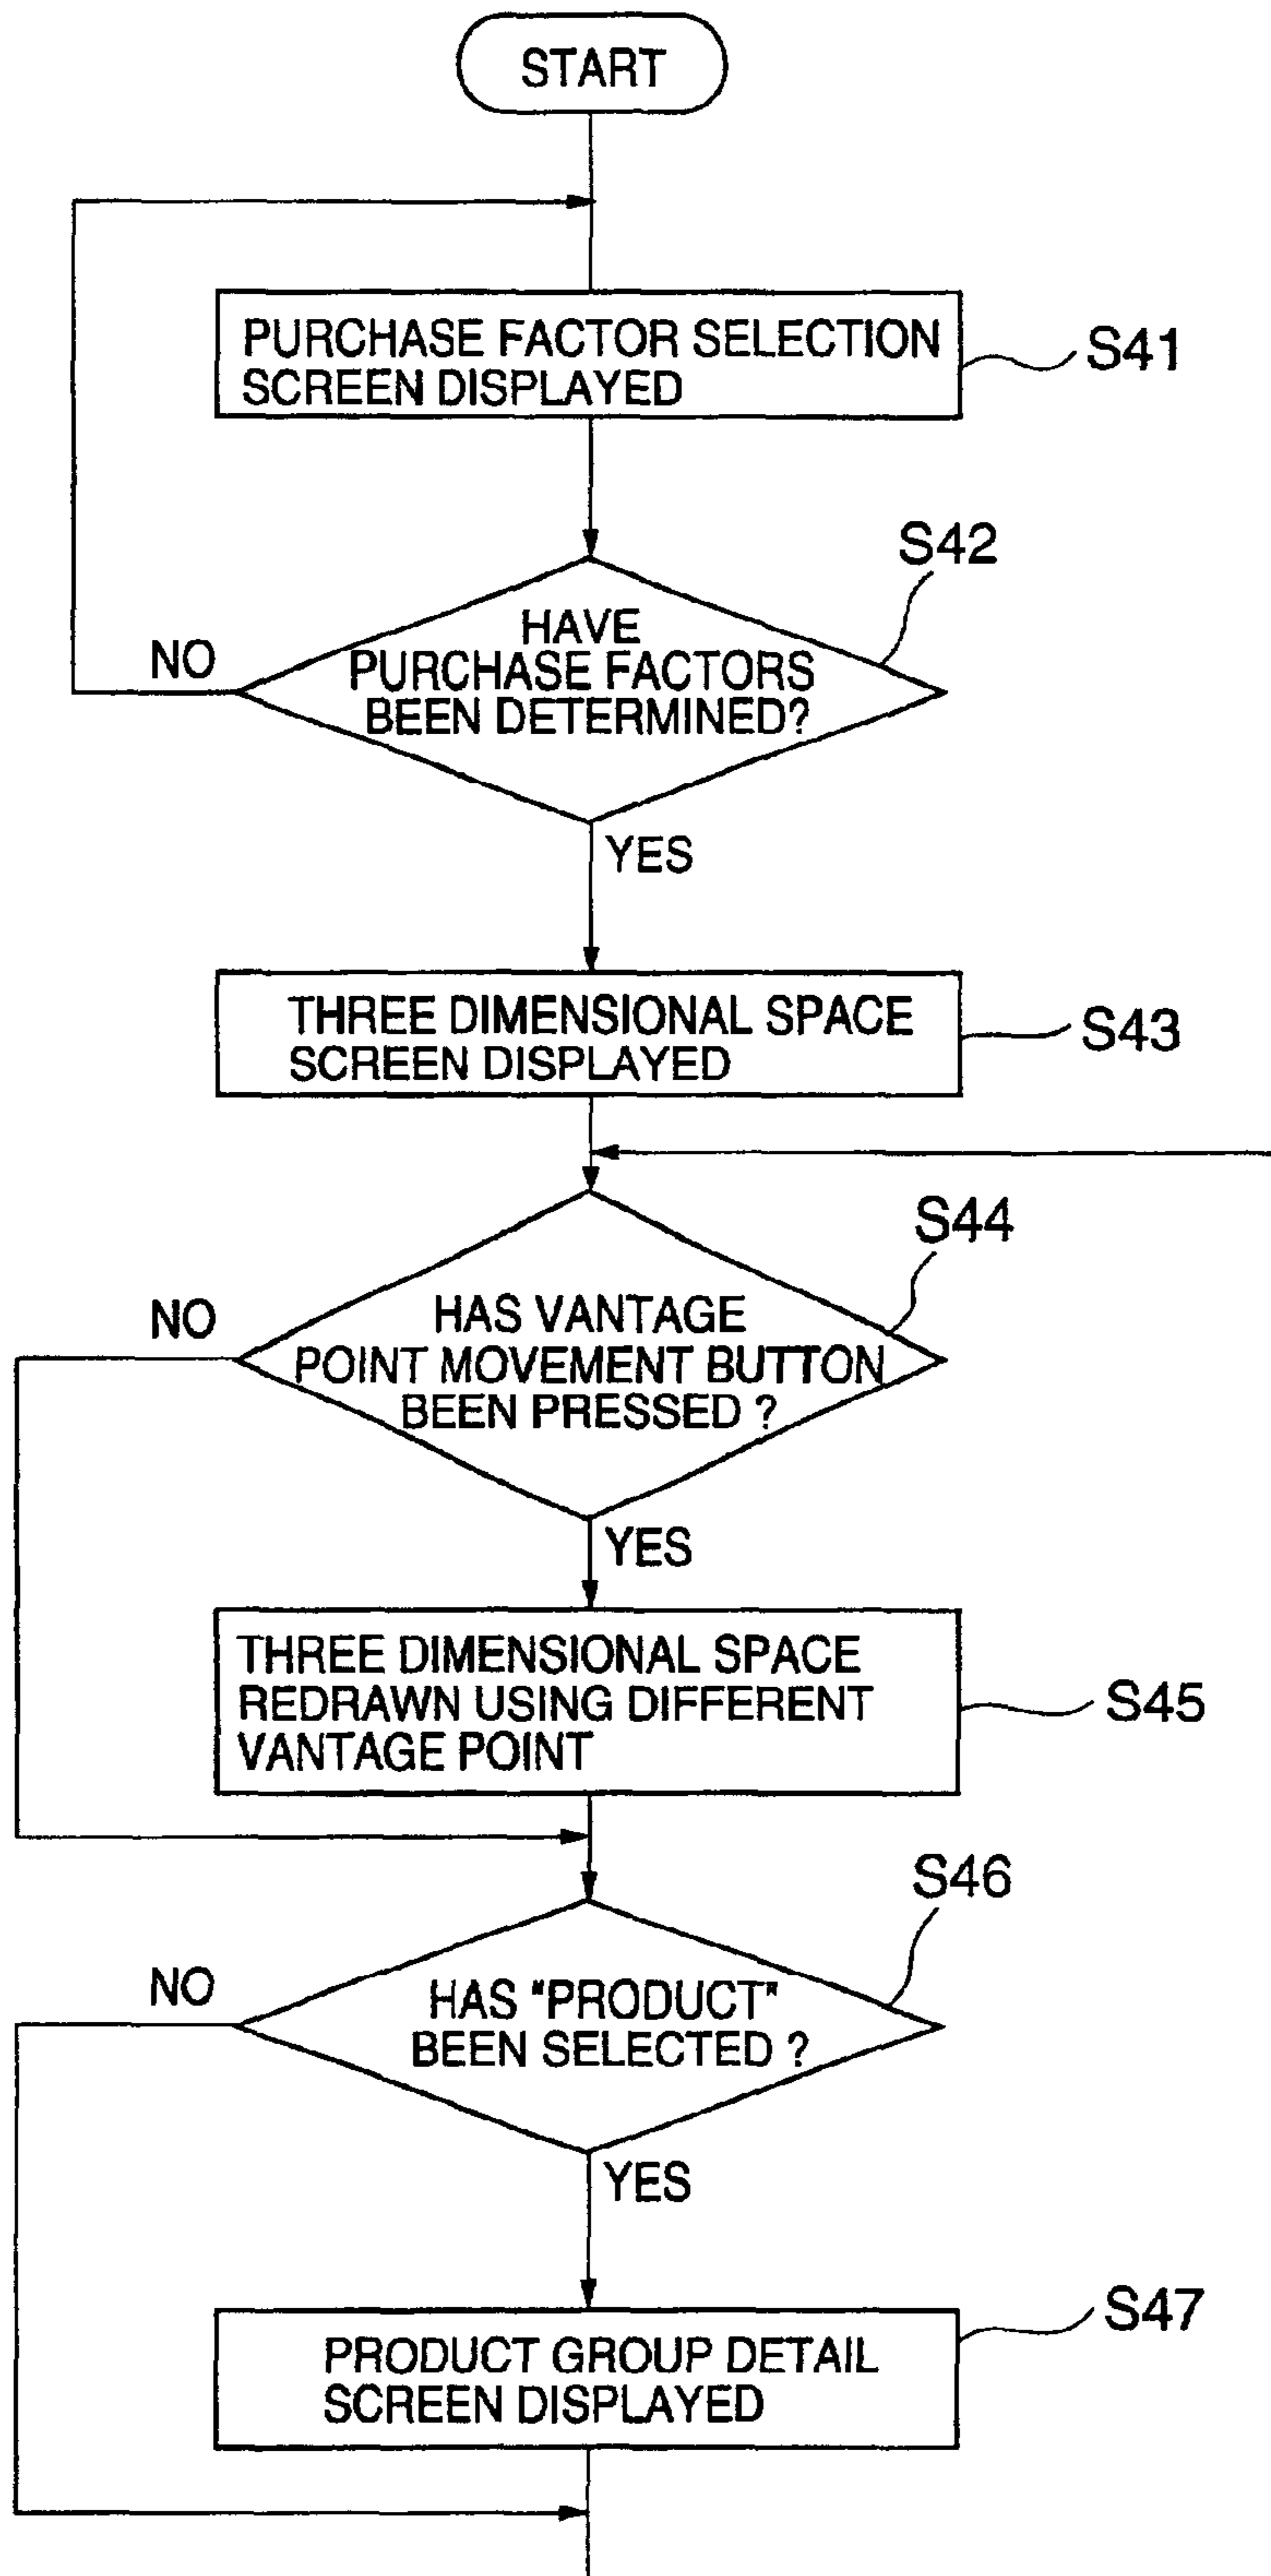 START
PURCHASE FACTOR SELECTION
SCREEN DISPLAYED
S41
S42
HAVE
PURCHASE FACTORS
BEEN DETERMINED?
NO
YES
THREE DIMENSIONAL SPACE
SCREEN DISPLAYED
S43
S44
NO
HAS VANTAGE
POINT MOVEMENT BUTTON
BEEN PRESSED ?
YES
THREE DIMENSIONAL SPACE
REDRAWN USING DIFFERENT
VANTAGE POINT
S45
S46
NO
HAS "PRODUCT"
BEEN SELECTED ?
YES
S47
PRODUCT GROUP DETAIL
SCREEN DISPLAYED